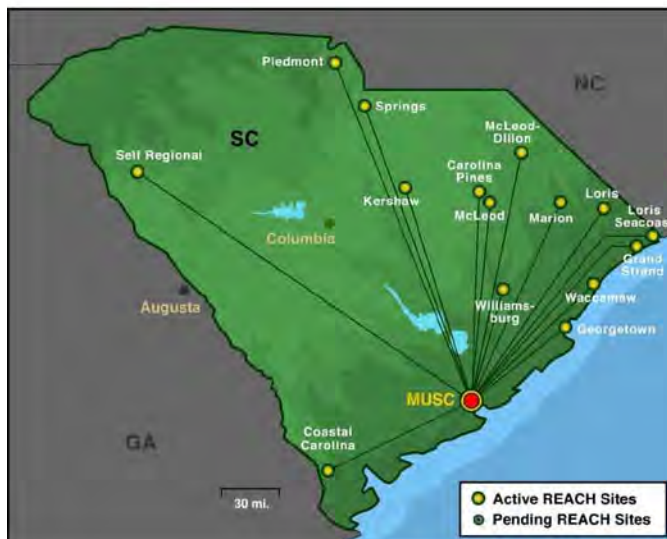 Piedmont
NC
Springs
McLeod-
Dillon
SC
Self Regional
Carolina
Pines
Kershaw
McLeod
Marion
Loris
Loris
Seacoast
Columbia
Grand
Strand
Augusta
Williams-
burg
Waccamaw
Georgetown
MUSC
GA
Coastal
Carolina
30 mi.
Active REACH Sites
Pending REACH Sites